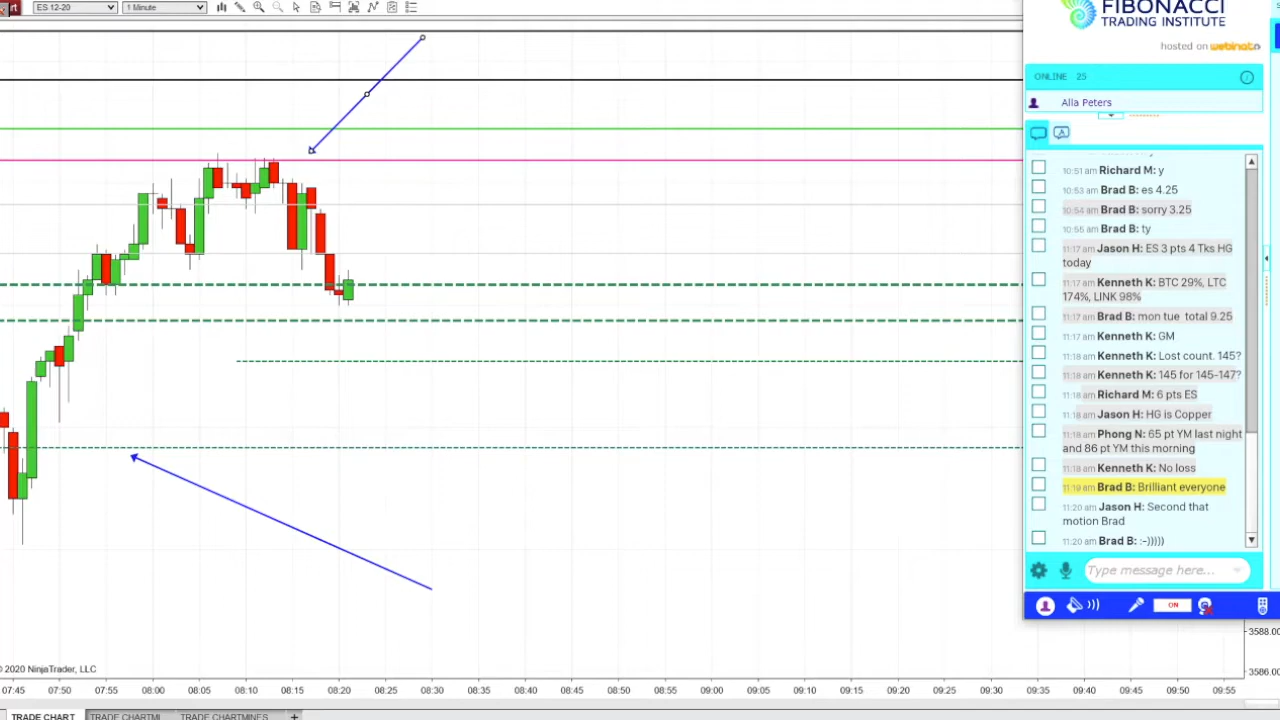 rt ES 12-20 1 Minute
FIBONACCI
TRADING INSTITUTE
hosted on webinato
ONLINE 25
Alla Peters
10:51 am Richard M: y
10:53 am Brad B: es 4.25
10:54 am Brad B: sorry 3.25
10:55 am Brad B: ty
11:17 am Jason H: ES 3 pts 4 Tks HG
today
11:17 am Kenneth K: BTC 29%, LTC
174%, LINK 98%
11:17 am Brad B: mon tue total 9.25
11:17 am Kenneth K: GM
11:18 am Kenneth K: Lost count. 145?
11:18 am Kenneth K: 145 for 145-147?
11:18 am Richard M: 6 pts ES
11:18 am Jason H: HG is Copper
11:18 am Phong N: 65 pt YM last night
and 86 pt YM this morning
11:18 am Kenneth K: No loss
11:19 am Brad B: Brilliant everyone
11:20 am Jason H: Second that
motion Brad
11:20 am Brad B: :-)))))
Type message here...
ON
3588.00
3586.00
© 2020 NinjaTrader, LLC
07:45 07:50 07:55 08:00 08:05 08:10 08:15 08:20 08:25 08:30 08:35 08:40 08:45 08:50 08:55 09:00 09:05 09:10 09:15 09:20 09:25 09:30 09:35 09:40 09:45 09:50 09:55
TRADE CHART TRADE CHARTMI TRADE CHARTMINES +